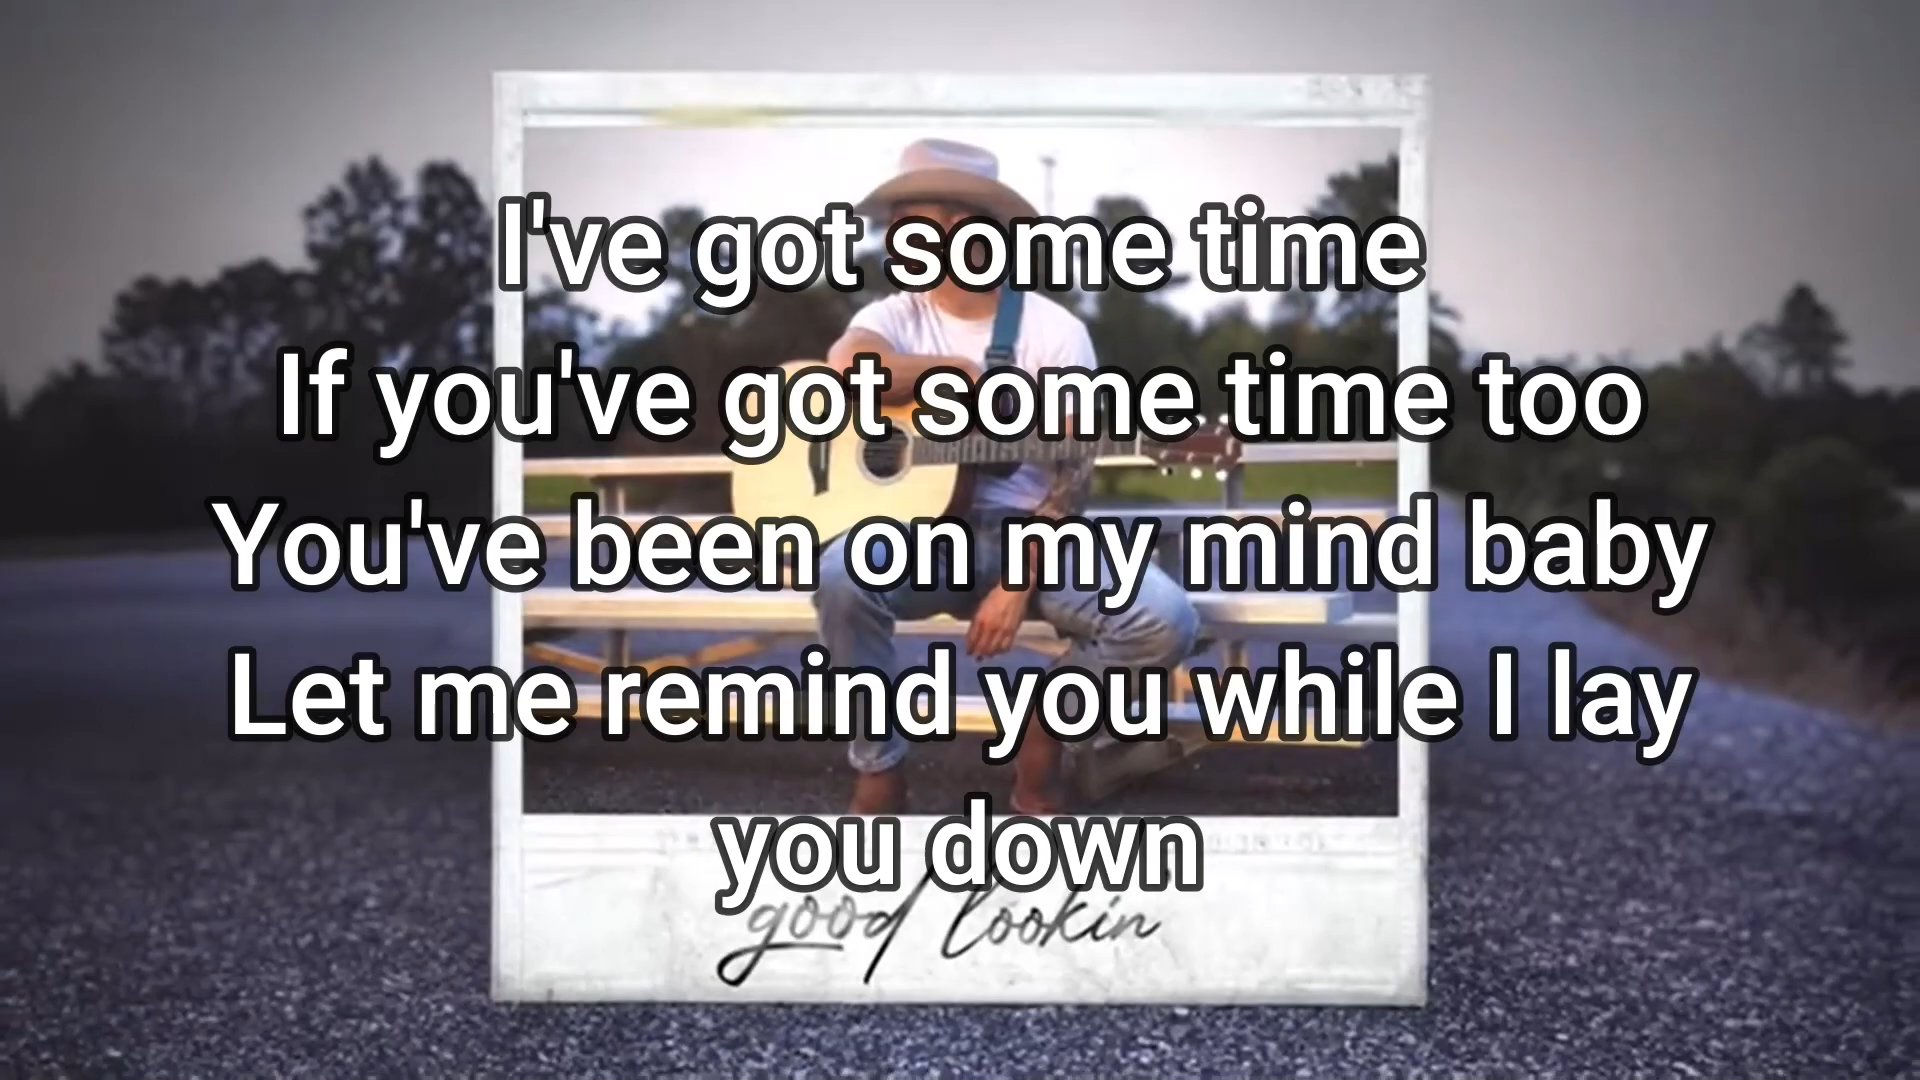 I've got some time
If you've got some time too
You've been on my mind baby
Let me remind you while I lay
you down
good lookin'